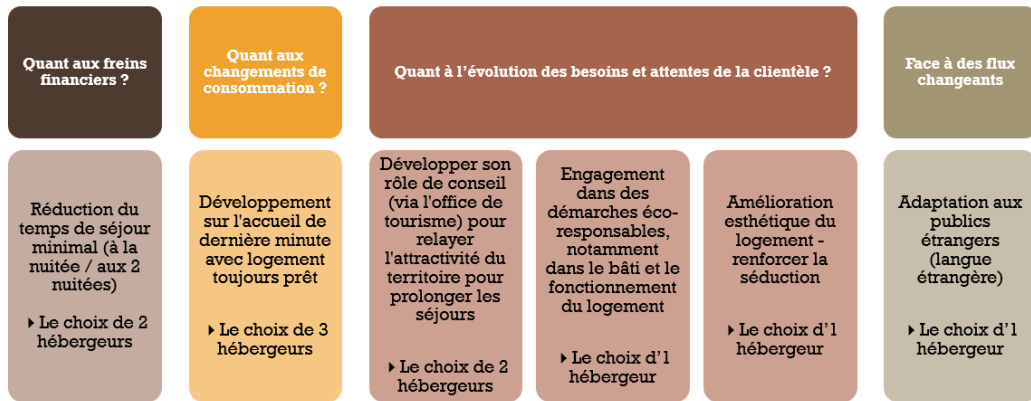 Quant aux freins
financiers ?
Quant aux
changements de
consommation ?
Quant à l'évolution des besoins et attentes de la clientèle ?
Face à des flux
changeants
Réduction du
temps de séjour
minimal (à la
nuitée / aux 2
nuitées)
▸ Le choix de 2
hébergeurs
Développement
sur l'accueil de
dernière minute
avec logement
toujours prêt
▸ Le choix de 3
hébergeurs
Développer son
rôle de conseil
(via l'office de
tourisme) pour
relayer
l'attractivité du
territoire pour
prolonger les
séjours
▸ Le choix de 2
hébergeurs
Engagement
dans des
démarches éco-
responsables,
notamment
dans le bâti et le
fonctionnement
du logement
▸ Le choix d'1
hébergeur
Amélioration
esthétique du
logement -
renforcer la
séduction
▸ Le choix d'1
hébergeur
Adaptation aux
publics
étrangers
(langue
étrangère)
▸ Le choix d'1
hébergeur